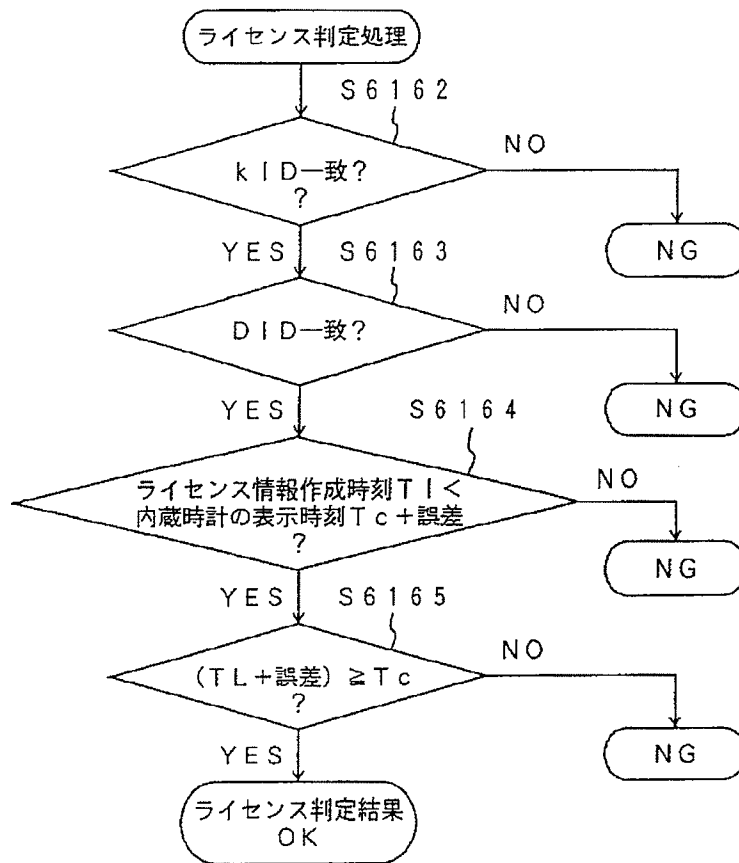 ライセンス判定処理
S6162
kID一致?
?
NO
NG
YES
S6163
DID一致?
NO
NG
YES
S6164
ライセンス情報作成時刻Tl<
内蔵時計の表示時刻Tc+誤差
?
NO
NG
YES
S6165
(TL+誤差)≧Tc
?
NO
NG
YES
ライセンス判定結果
OK